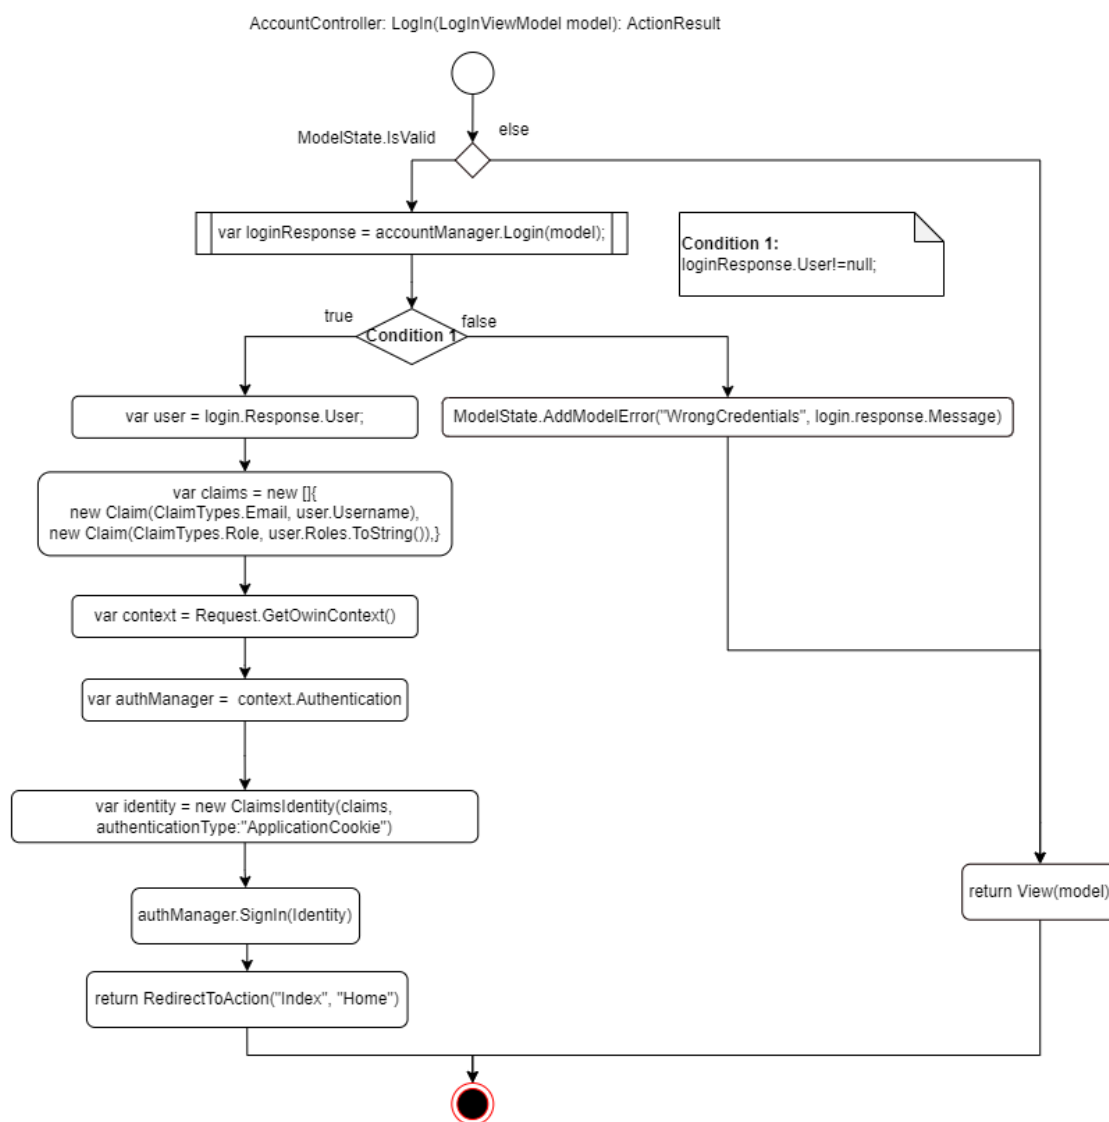 AccountController: LogIn(LogInViewModel model): ActionResult
else
ModelState.IsValid
var loginResponse = accountManager.Login(model);
Condition 1:
loginResponse.User!=null;
true
false
Condition 1
var user = login.Response.User;
ModelState.AddModelError("WrongCredentials", login.response.Message)
var claims = new []{
new Claim(ClaimTypes.Email, user.Username),
new Claim(ClaimTypes.Role, user.Roles.ToString()),}
var context = Request.GetOwinContext()
var authManager = context.Authentication
var identity = new ClaimsIdentity(claims,
authenticationType:"ApplicationCookie")
return View(model)
authManager.SignIn(Identity)
return RedirectToAction("Index", "Home")